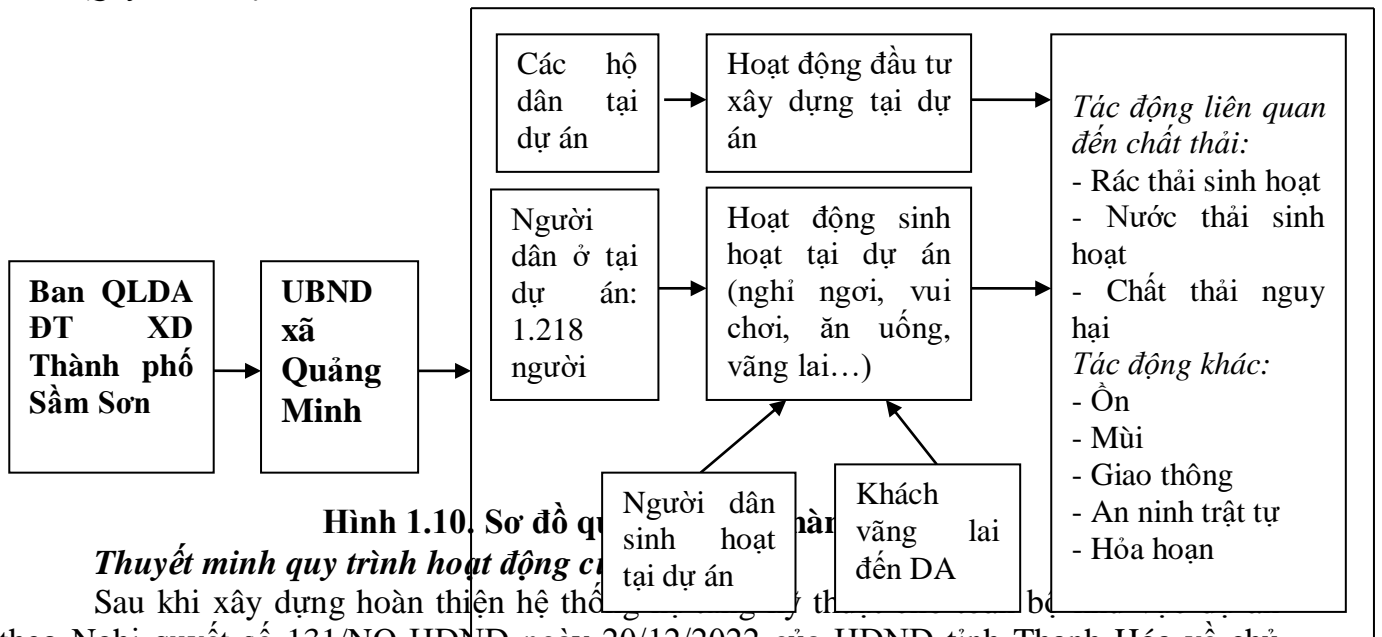 Ban QLDA
ĐT XD
Thành phố
Sầm Sơn
UBND
xã
Quảng
Minh
Các hộ
dân tại
dự án
Hoạt động đầu tư
xây dựng tại dự
án
Người
dân ở tại
dự án:
1.218
người
Hoạt động sinh
hoạt tại dự án
(nghỉ ngơi, vui
chơi, ăn uống,
vãng lai…)
Tác động liên quan
đến chất thải:
- Rác thải sinh hoạt
- Nước thải sinh
hoạt
- Chất thải nguy
hại
Tác động khác:
- Ồn
- Mùi
- Giao thông
- An ninh trật tự
- Hỏa hoạn
Người dân
sinh hoạt
tại dự án
Khách
vãng lai
đến DA
Hình 1.10. Sơ đồ
Thuyết minh quy trình hoạt động
Sau khi xây dựng hoàn thiện hệ
theo Nghị quyết số 131/NQ-HĐND ngày 20/12/2022 của HĐND tỉnh Thanh Hóa về chủ